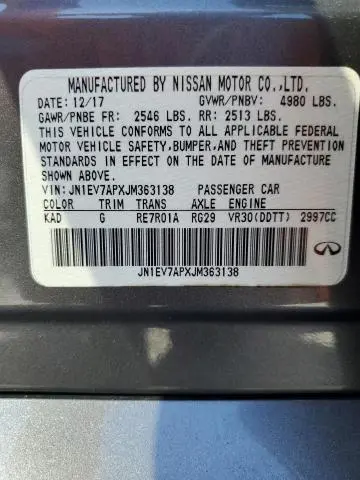 MANUFACTURED BY NISSAN MOTOR CO.,LTD.
DATE: 12/17 GVWR/PNBV: 4980 LBS.
GAWR/PNBE FR: 2546 LBS. RR: 2513 LBS.
THIS VEHICLE CONFORMS TO ALL APPLICABLE FEDERAL
MOTOR VEHICLE SAFETY,BUMPER,AND THEFT PREVENTION
STANDARDS IN EFFECT ON THE DATE OF MANUFACTURE
SHOWN ABOVE.
VIN: JN1EV7APXJM363138 PASSENGER CAR
COLOR TRIM TRANS AXLE ENGINE
KAD G RE7R01A RG29 VR30(DDTT) 2997CC
JN1EV7APXJM363138